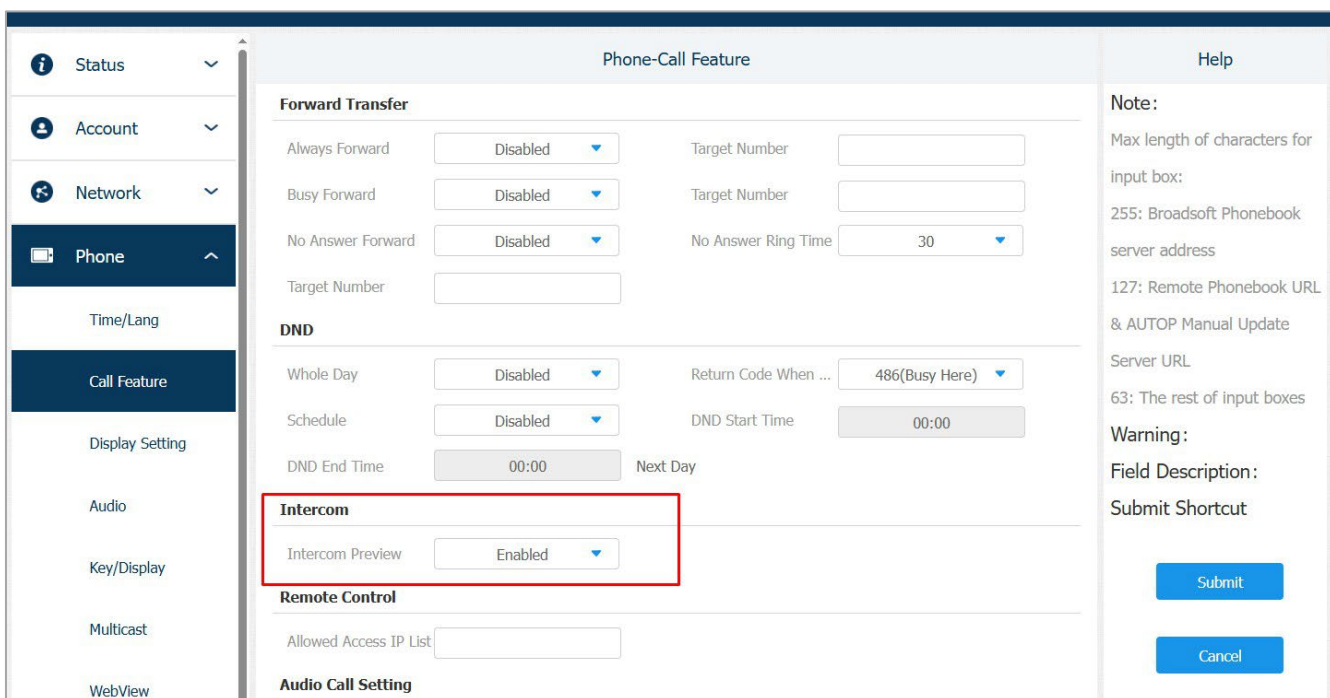 Status
Account
Network
Phone
Time/Lang
Call Feature
Display Setting
Audio
Key/Display
Multicast
WebView
Phone-Call Feature
Forward Transfer
Always Forward Disabled Target Number
Busy Forward Disabled Target Number
No Answer Forward Disabled No Answer Ring Time 30
Target Number
DND
Whole Day Disabled Return Code When ... 486(Busy Here)
Schedule Disabled DND Start Time 00:00
DND End Time 00:00 Next Day
Intercom
Intercom Preview Enabled
Remote Control
Allowed Access IP List
Audio Call Setting
Help
Note:
Max length of characters for
input box:
255: Broadsoft Phonebook
server address
127: Remote Phonebook URL
& AUTOP Manual Update
Server URL
63: The rest of input boxes
Warning:
Field Description:
Submit Shortcut
Submit
Cancel